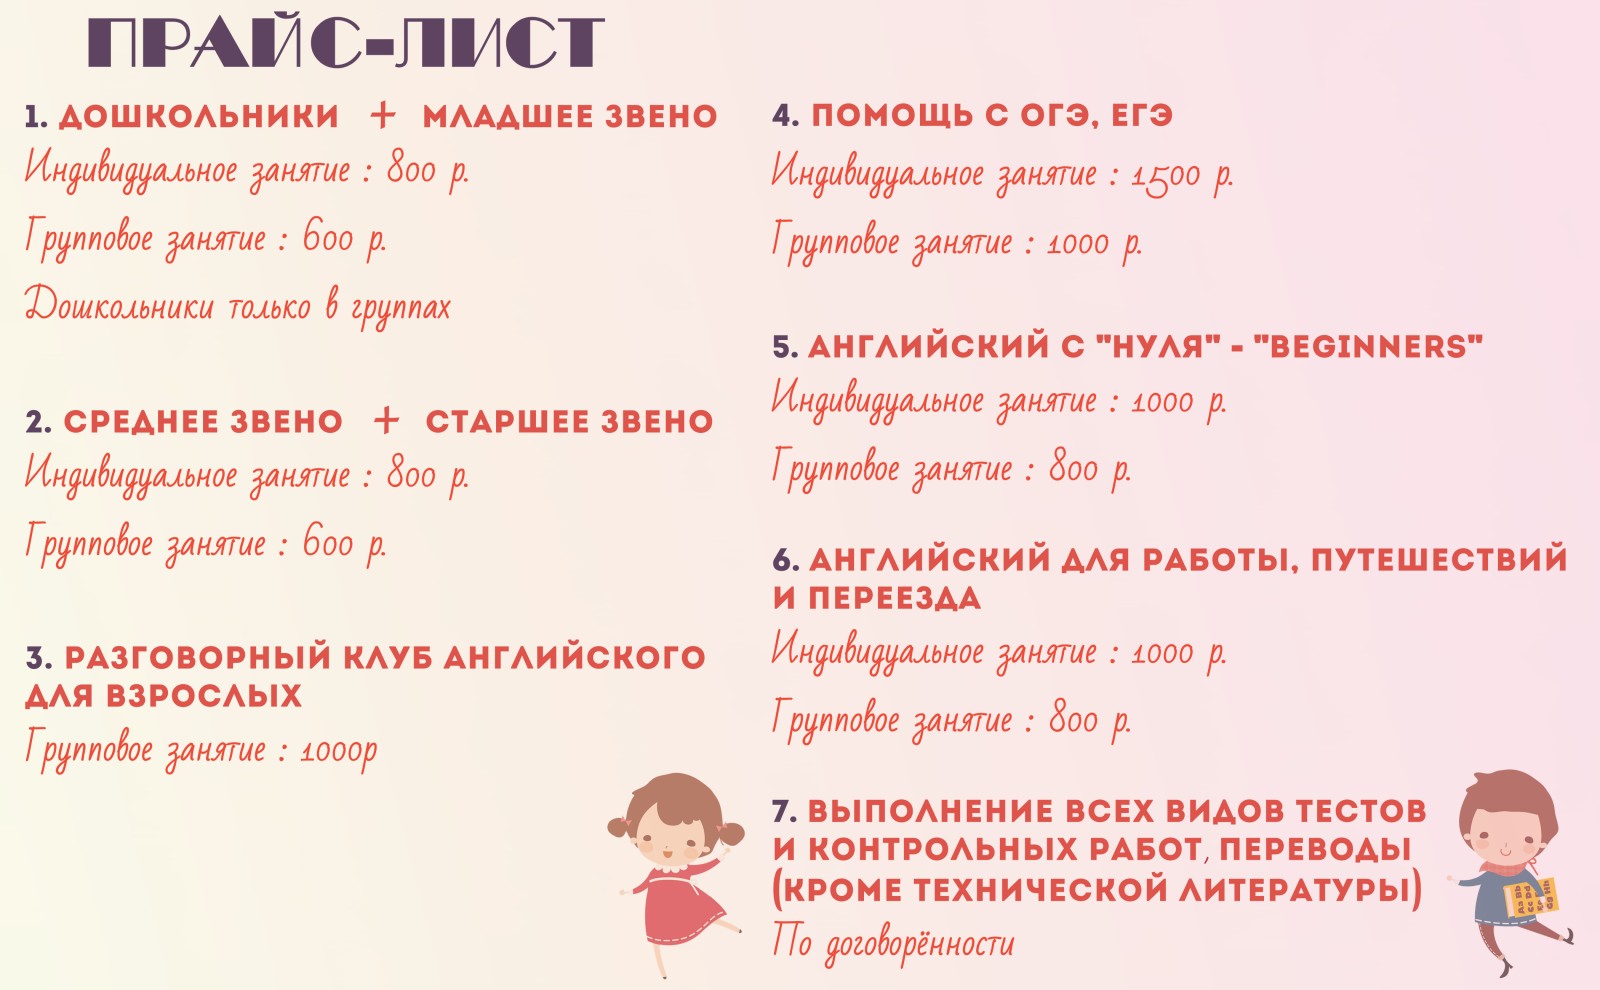 ПРАЙС-ЛИСТ
1. ДОШКОЛЬНИКИ + МЛАДШЕЕ ЗВЕНО
Индивидуальное занятие : 800 р.
Групповое занятие : 600 р.
Дошкольники только в группах
2. СРЕДНЕЕ ЗВЕНО + СТАРШЕЕ ЗВЕНО
Индивидуальное занятие : 800 р.
Групповое занятие : 600 р.
3. РАЗГОВОРНЫЙ КЛУБ АНГЛИЙСКОГО
ДЛЯ ВЗРОСЛЫХ
Групповое занятие : 1000р
4. ПОМОЩЬ С ОГЭ, ЕГЭ
Индивидуальное занятие : 1500 р.
Групповое занятие : 1000 р.
5. АНГЛИЙСКИЙ С "НУЛЯ" - "BEGINNERS"
Индивидуальное занятие : 1000 р.
Групповое занятие : 800 р.
6. АНГЛИЙСКИЙ ДЛЯ РАБОТЫ, ПУТЕШЕСТВИЙ
И ПЕРЕЕЗДА
Индивидуальное занятие : 1000 р.
Групповое занятие : 800 р.
7. ВЫПОЛНЕНИЕ ВСЕХ ВИДОВ ТЕСТОВ
И КОНТРОЛЬНЫХ РАБОТ, ПЕРЕВОДЫ
(КРОМЕ ТЕХНИЧЕСКОЙ ЛИТЕРАТУРЫ)
По договорённости